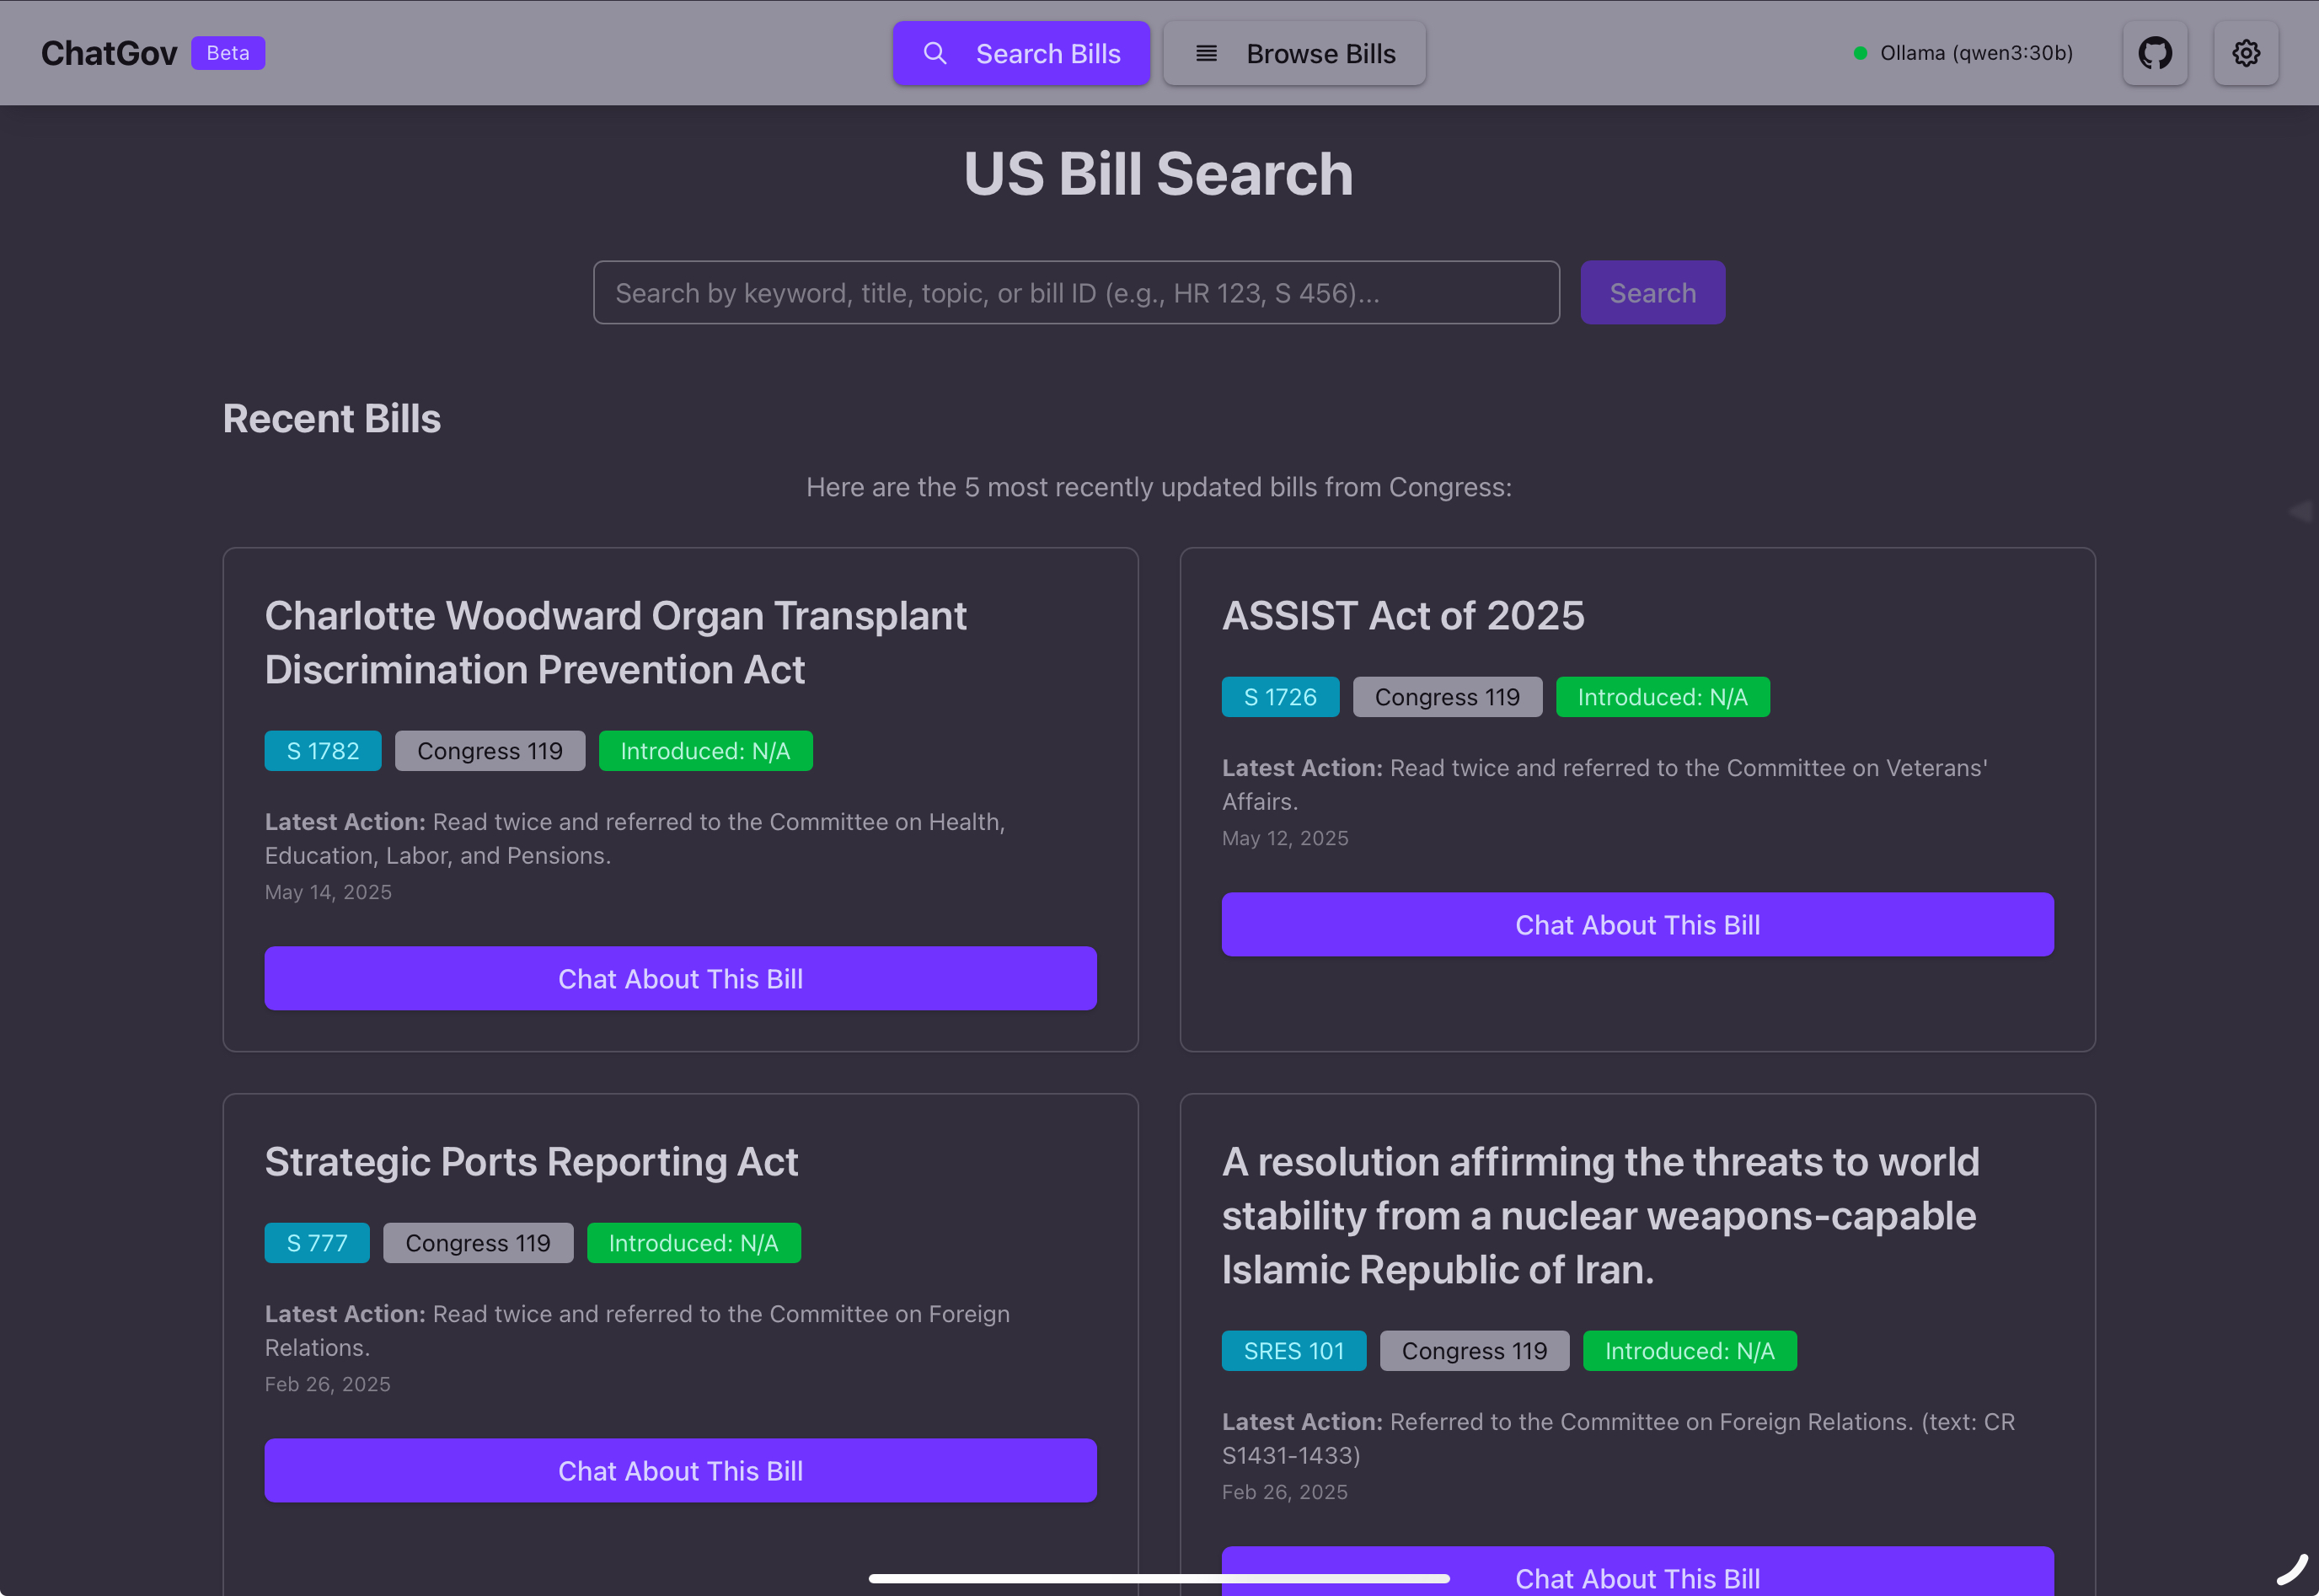 ChatGov Beta
Search Bills
Browse Bills
Ollama (qwen3:30b)
US Bill Search
Search by keyword, title, topic, or bill ID (e.g., HR 123, S 456)...
Search
Recent Bills
Here are the 5 most recently updated bills from Congress:
Charlotte Woodward Organ Transplant
Discrimination Prevention Act
S 1782
Congress 119
Introduced: N/A
Latest Action: Read twice and referred to the Committee on Health,
Education, Labor, and Pensions.
May 14, 2025
Chat About This Bill
ASSIST Act of 2025
S 1726
Congress 119
Introduced: N/A
Latest Action: Read twice and referred to the Committee on Veterans'
Affairs.
May 12, 2025
Chat About This Bill
Strategic Ports Reporting Act
S 777
Congress 119
Introduced: N/A
Latest Action: Read twice and referred to the Committee on Foreign
Relations.
Feb 26, 2025
Chat About This Bill
A resolution affirming the threats to world
stability from a nuclear weapons-capable
Islamic Republic of Iran.
SRES 101
Congress 119
Introduced: N/A
Latest Action: Referred to the Committee on Foreign Relations. (text: CR
S1431-1433)
Feb 26, 2025
Chat About This Bill